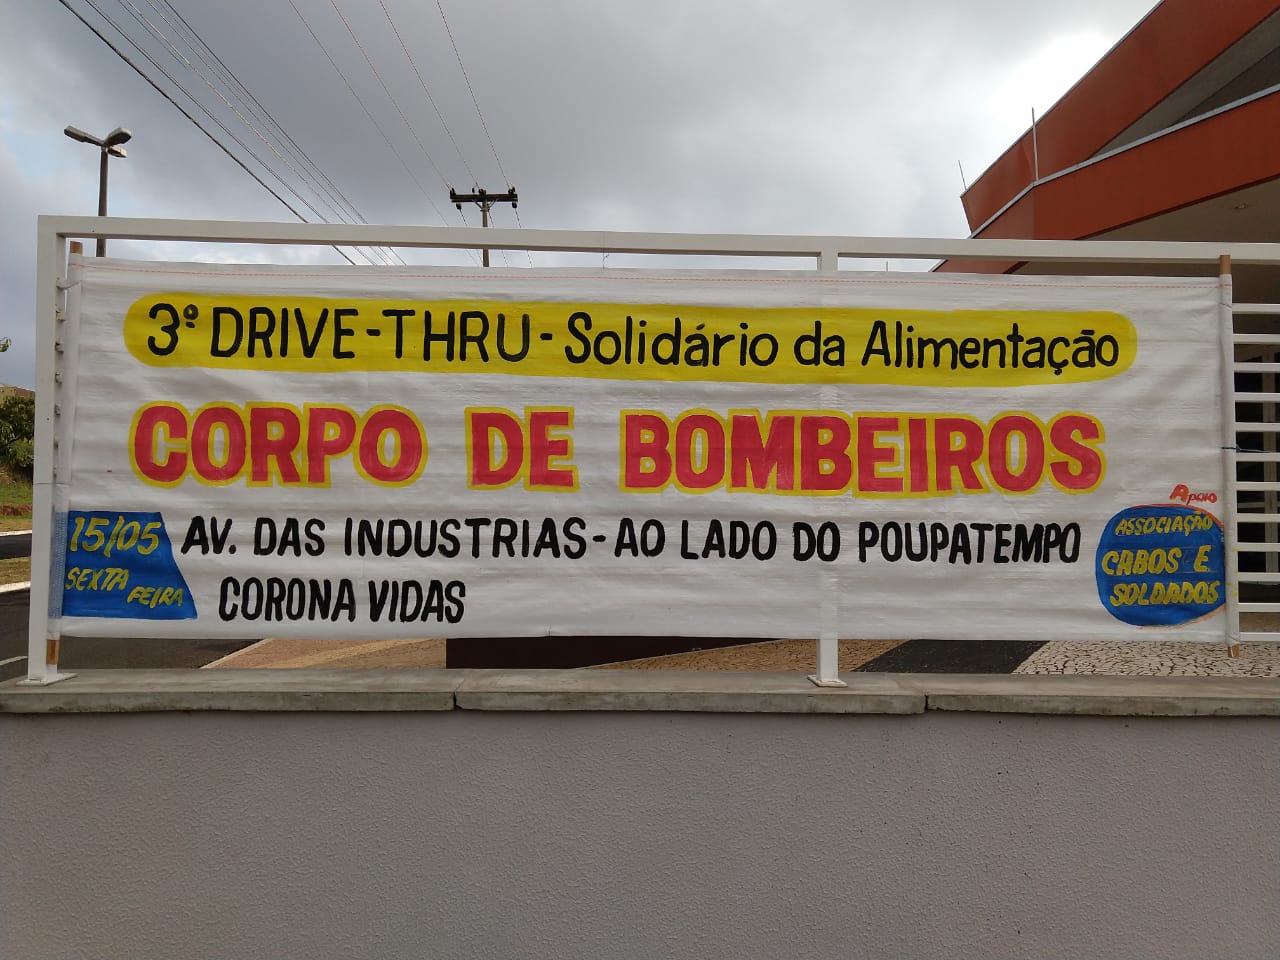 3º DRIVE-THRU - Solidário da Alimentação
CORPO DE BOMBEIROS
15/05
SEXTA
FEIRA
AV. DAS INDUSTRIAS - AO LADO DO POUPATEMPO
CORONA VIDAS
Apoio
ASSOCIAÇÃO
CABOS E
SOLDADOS